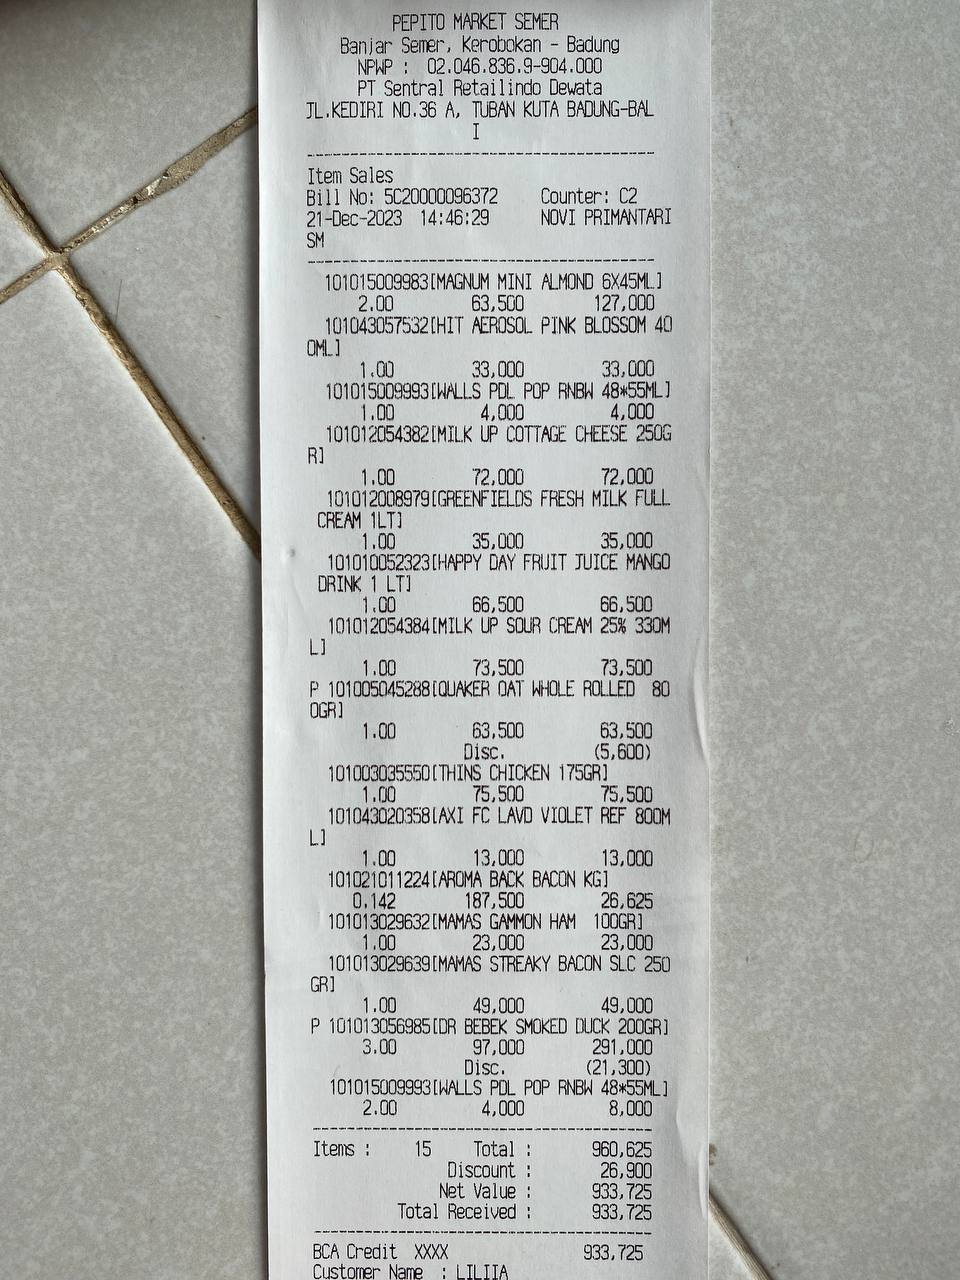 PEPITO MARKET SEMER
Banjar Semer, Kerobokan - Badung
NPWP : 02.046.836.9-904.000
PT Sentral Retailindo Dewata
JL.KEDIRI NO.36 A, TUBAN KUTA BADUNG-BAL
I
Item Sales
Bill No: 5C20000096372 Counter: C2
21-Dec-2023 14:46:29 NOVI PRIMANTARI
SM
101015009983[MAGNUM MINI ALMOND 6X45ML]
2.00 63,500 127,000
101043057532[HIT AEROSOL PINK BLOSSOM 40
0ML]
1.00 33,000 33,000
101015009993[WALLS PDL POP RNBW 48*55ML]
1.00 4,000 4,000
101012054382[MILK UP COTTAGE CHEESE 250G
R]
1.00 72,000 72,000
101012008979[GREENFIELDS FRESH MILK FULL
CREAM 1LT]
1.00 35,000 35,000
101010052323[HAPPY DAY FRUIT JUICE MANGO
DRINK 1 LT]
1.00 66,500 66,500
101012054384[MILK UP SOUR CREAM 25% 330M
L]
1.00 73,500 73,500
P 101005045288[QUAKER OAT WHOLE ROLLED 80
0GR]
1.00 63,500 63,500
Disc. (5,600)
101003035550[THINS CHICKEN 175GR]
1.00 75,500 75,500
101043020358[AXI FC LAVD VIOLET REF 800M
L]
1.00 13,000 13,000
101021011224[AROMA BACK BACON KG]
0.142 187,500 26,625
101013029632[MAMAS GAMMON HAM 100GR]
1.00 23,000 23,000
101013029639[MAMAS STREAKY BACON SLC 250
GR]
1.00 49,000 49,000
P 101013056985[DR BEBEK SMOKED DUCK 200GR]
3.00 97,000 291,000
Disc. (21,300)
101015009993[WALLS PDL POP RNBW 48*55ML]
2.00 4,000 8,000
Items : 15 Total : 960,625
Discount : 26,900
Net Value : 933,725
Total Received : 933,725
BCA Credit XXXX 933,725
Customer Name : LILIIA